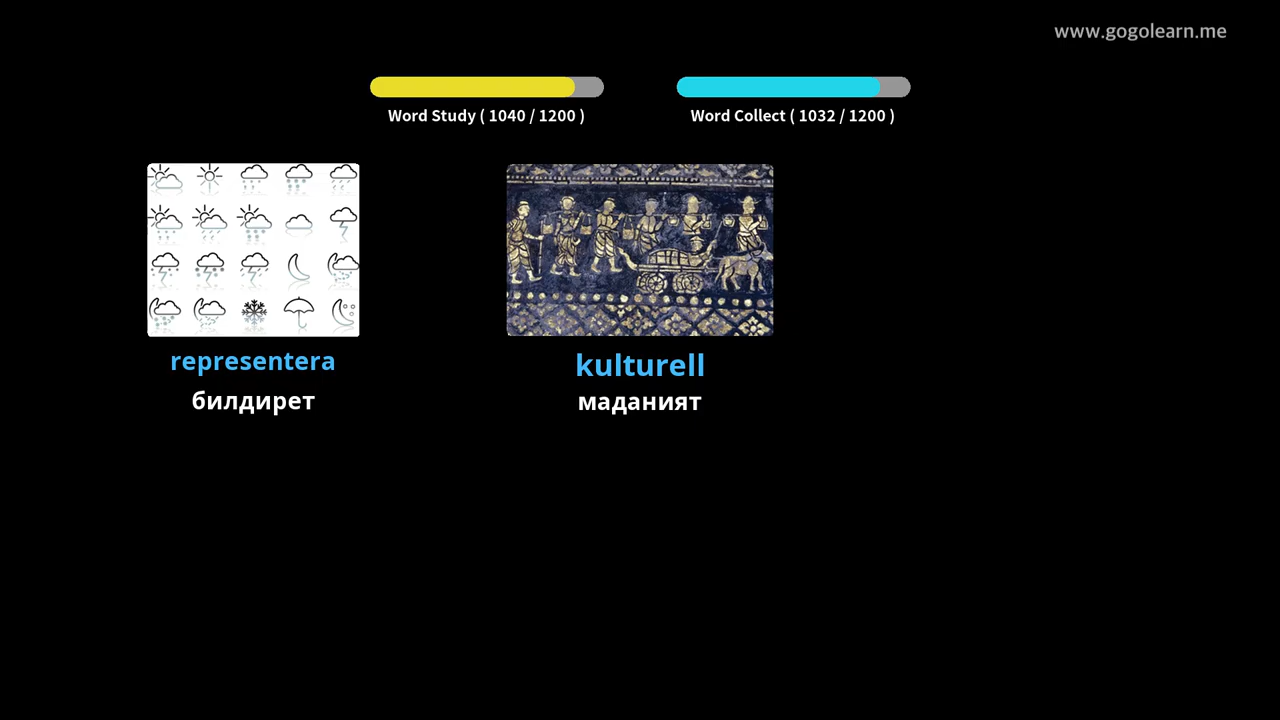 www.gogolearn.me
Word Study ( 1040 / 1200 )
Word Collect ( 1032 / 1200 )
representera
билдирет
kulturell
маданият